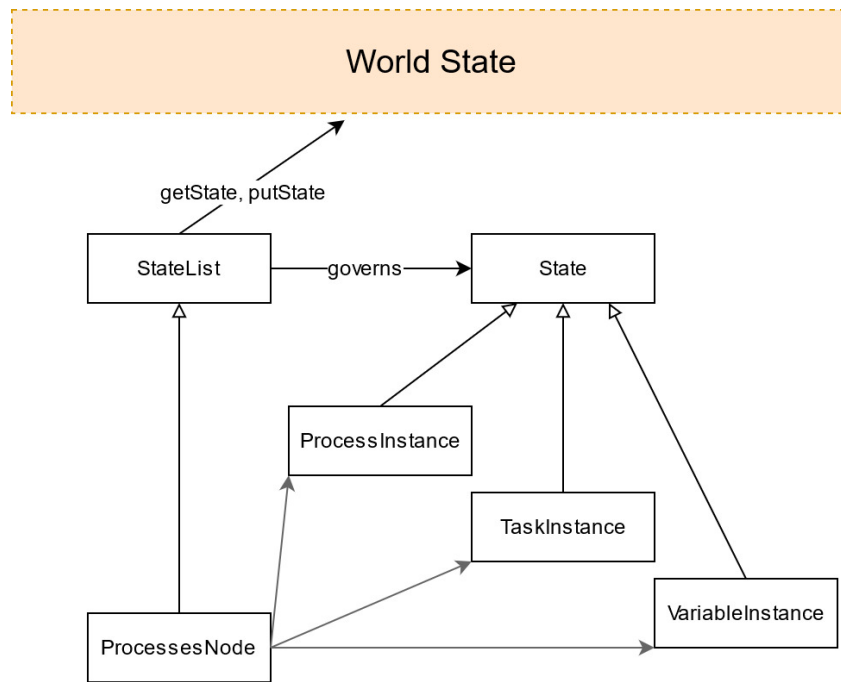 World State
getState, putState
StateList
governs
State
ProcessInstance
TaskInstance
VariableInstance
ProcessesNode